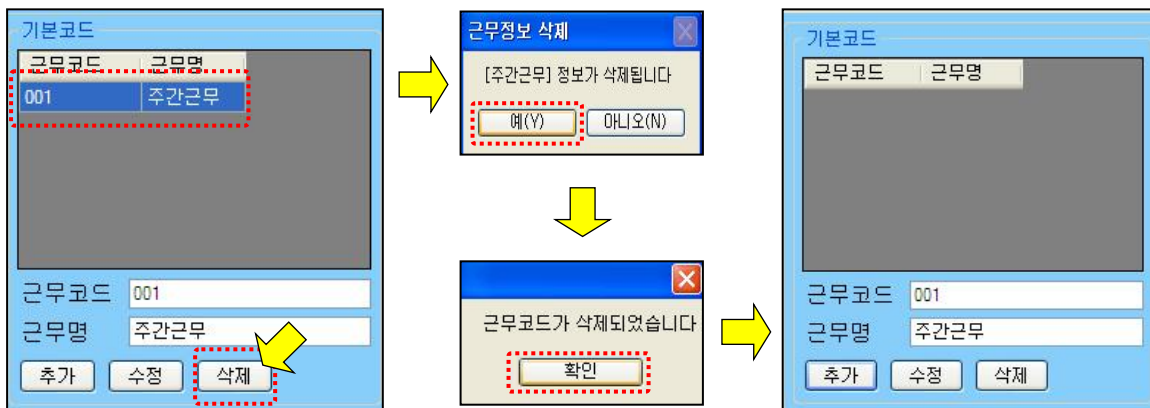 기본코드
근무코드 근무명
001 주간근무
근무코드 001
근무명 주간근무
추가 수정 삭제
근무정보 삭제
[주간근무] 정보가 삭제됩니다
예(Y) 아니오(N)
근무코드가 삭제되었습니다
확인
기본코드
근무코드 근무명
근무코드 001
근무명 주간근무
추가 수정 삭제